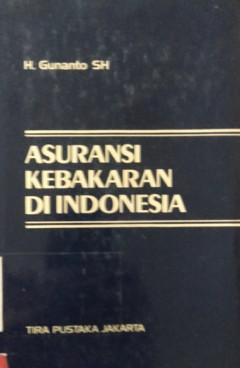 H. Gunanto SH
ASURANSI
KEBAKARAN
DI INDONESIA
TIRA PUSTAKA JAKARTA